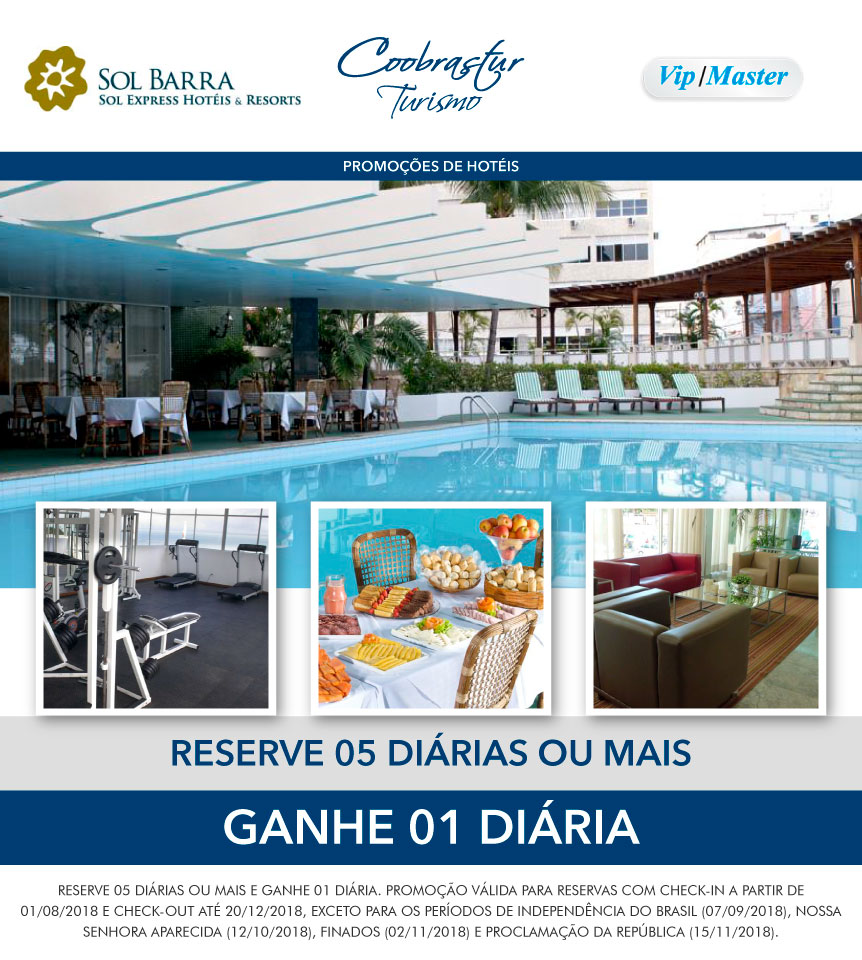 SOL BARRA
SOL EXPRESS HOTÉIS & RESORTS
Coobrastur
Turismo
Vip/Master
PROMOÇÕES DE HOTÉIS
RESERVE 05 DIÁRIAS OU MAIS
GANHE 01 DIÁRIA
RESERVE 05 DIÁRIAS OU MAIS E GANHE 01 DIÁRIA. PROMOÇÃO VÁLIDA PARA RESERVAS COM CHECK-IN A PARTIR DE
01/08/2018 E CHECK-OUT ATÉ 20/12/2018, EXCETO PARA OS PERÍODOS DE INDEPENDÊNCIA DO BRASIL (07/09/2018), NOSSA
SENHORA APARECIDA (12/10/2018), FINADOS (02/11/2018) E PROCLAMAÇÃO DA REPÚBLICA (15/11/2018).